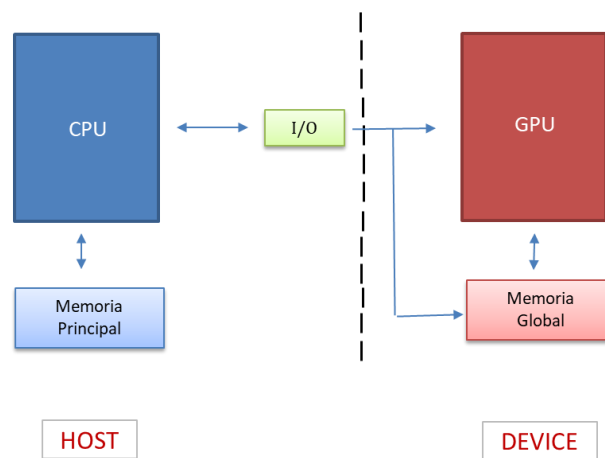 CPU
I/O
GPU
Memoria
Principal
Memoria
Global
HOST
DEVICE